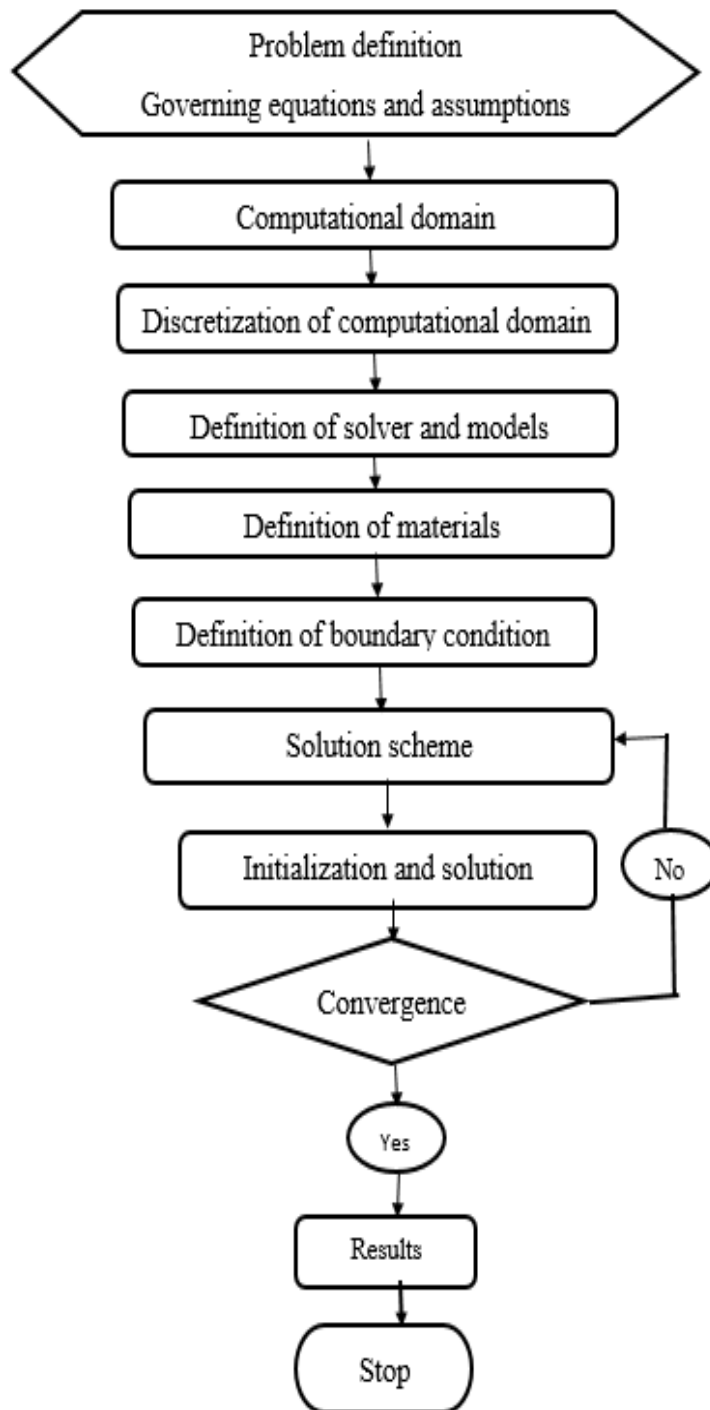 Problem definition
Governing equations and assumptions
Computational domain
Discretization of computational domain
Definition of solver and models
Definition of materials
Definition of boundary condition
Solution scheme
Initialization and solution
No
Convergence
Yes
Results
Stop